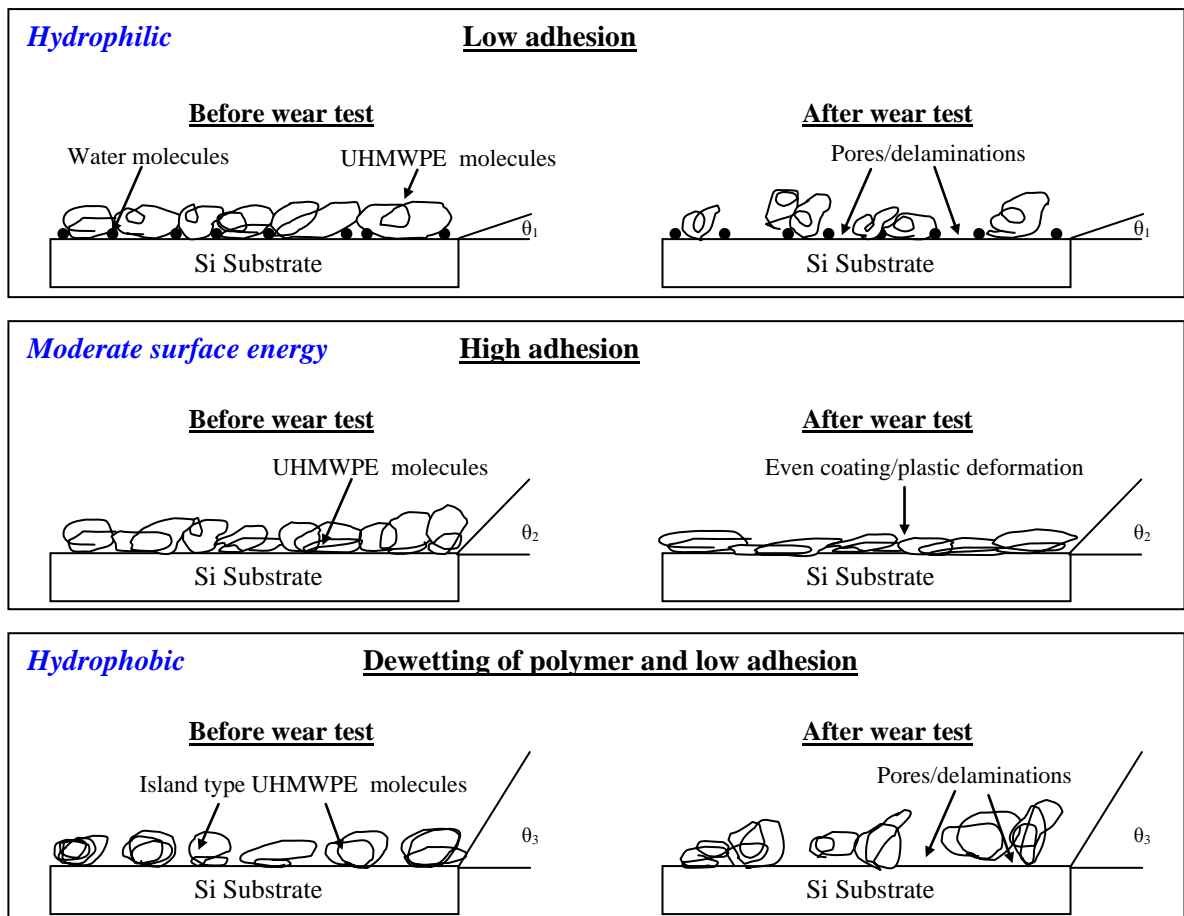 Hydrophilic Low adhesion
Before wear test After wear test
Water molecules UHMWPE molecules Pores/delaminations
θ1 θ1
Si Substrate Si Substrate
Moderate surface energy High adhesion
Before wear test After wear test
UHMWPE molecules Even coating/plastic deformation
θ2 θ2
Si Substrate Si Substrate
Hydrophobic Dewetting of polymer and low adhesion
Before wear test After wear test
Island type UHMWPE molecules Pores/delaminations
θ3 θ3
Si Substrate Si Substrate